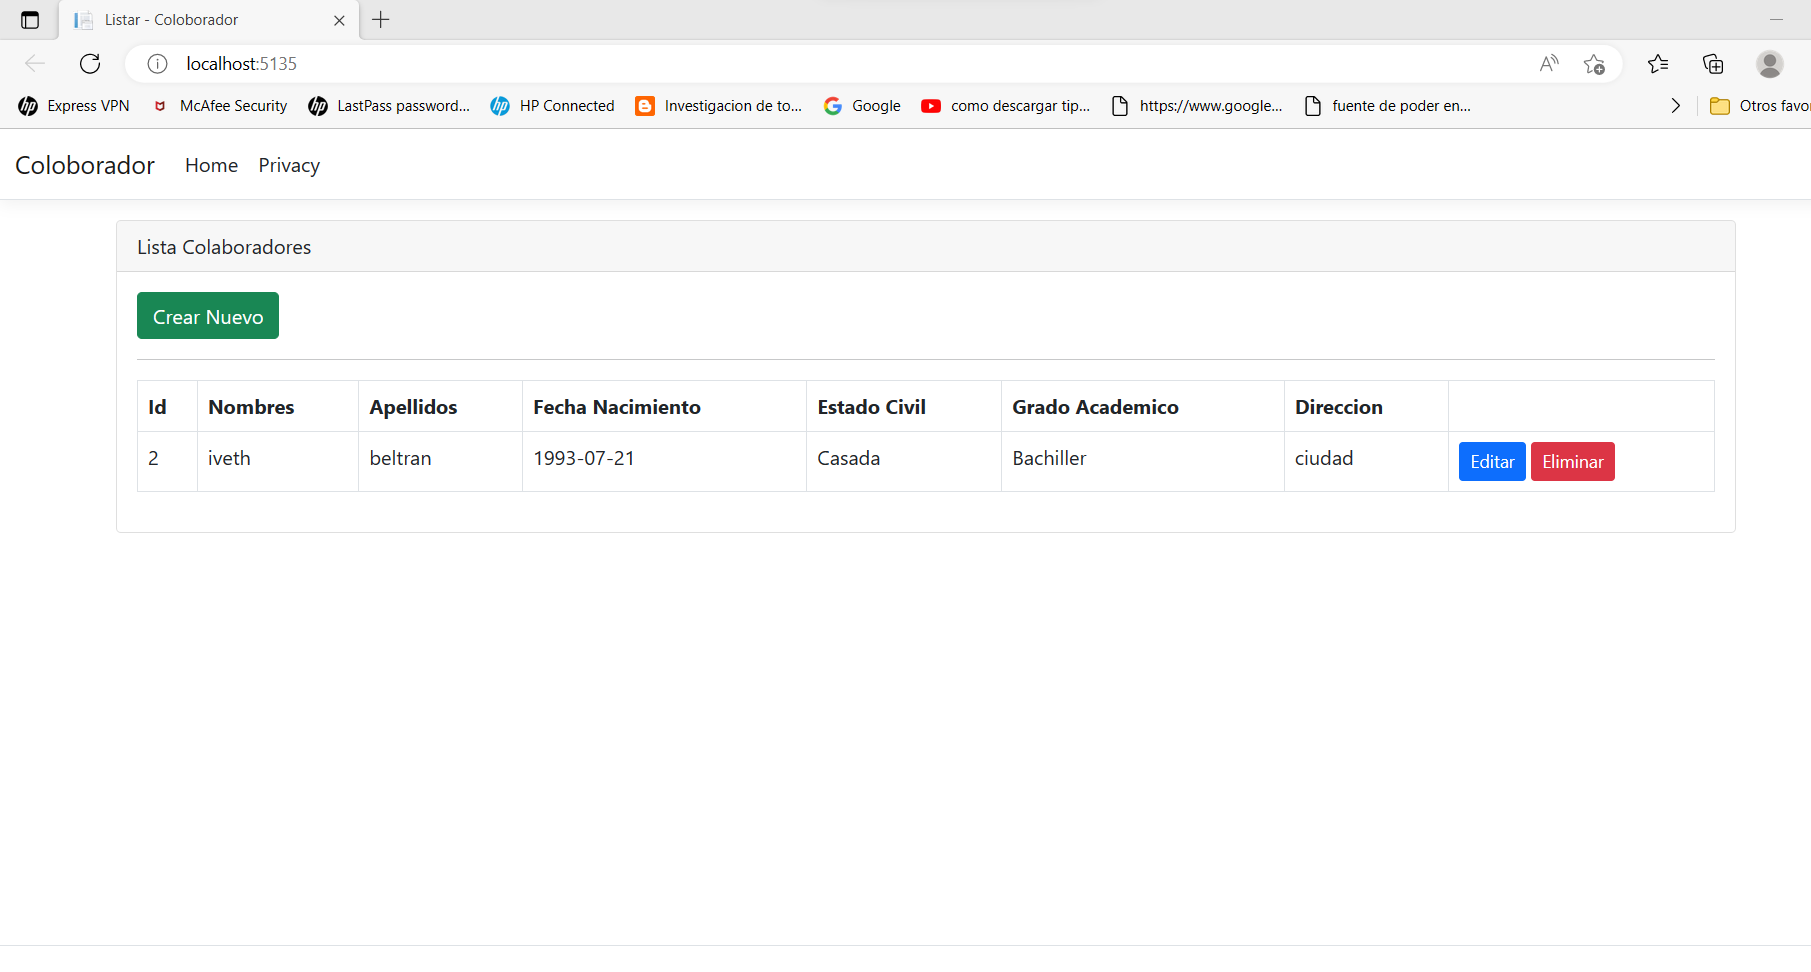 Listar - Coloborador
localhost:5135
Express VPN McAfee Security LastPass password... HP Connected Investigacion de to... Google como descargar tip... https://www.google... fuente de poder en... Otros favo
Coloborador Home Privacy
Lista Colaboradores
Crear Nuevo
Id Nombres Apellidos Fecha Nacimiento Estado Civil Grado Academico Direccion
2 iveth beltran 1993-07-21 Casada Bachiller ciudad Editar Eliminar